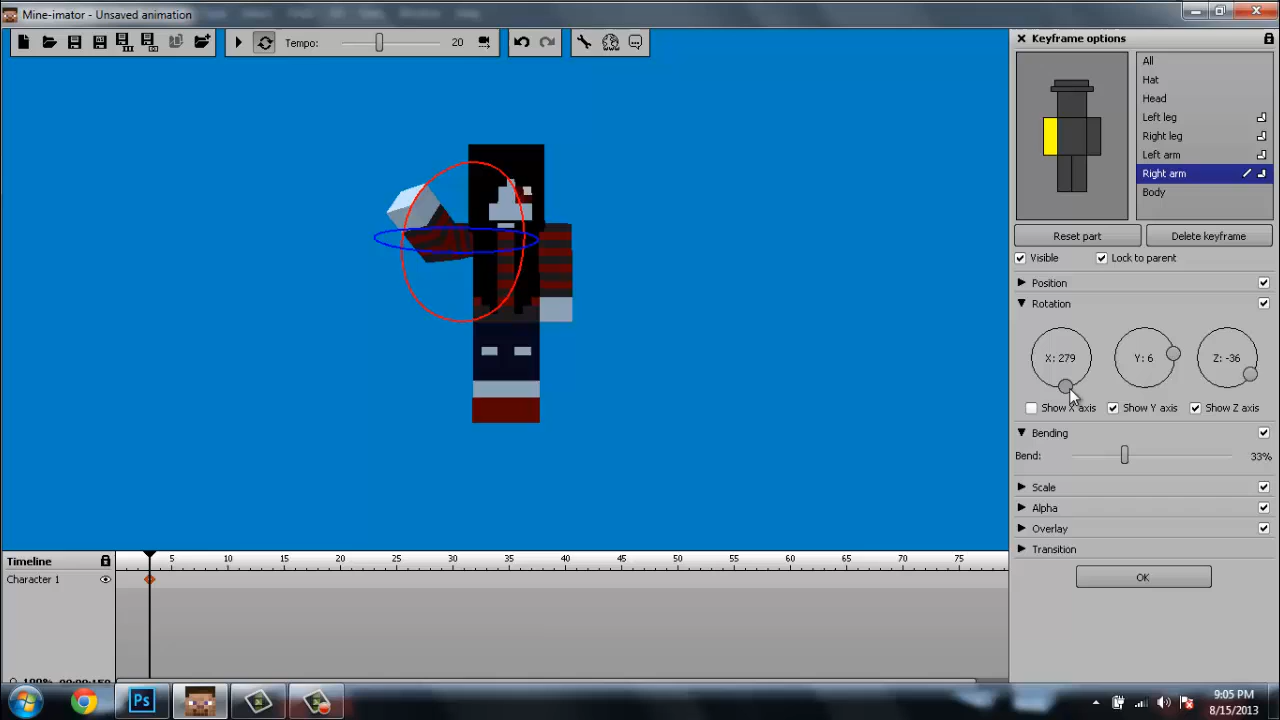 Mine-imator - Unsaved animation
Tempo: 20
Keyframe options
All
Hat
Head
Left leg
Right leg
Left arm
Right arm
Body
Reset part Delete keyframe
Visible Lock to parent
Position
Rotation
X: 279 Y: 6 Z: -36
Show X axis Show Y axis Show Z axis
Bending
Bend: 33%
Scale
Alpha
Overlay
Transition
OK
Timeline 5 10 15 20 25 30 35 40 45 50 55 60 65 70 75
Character 1
Ps
9:05 PM
8/15/2013